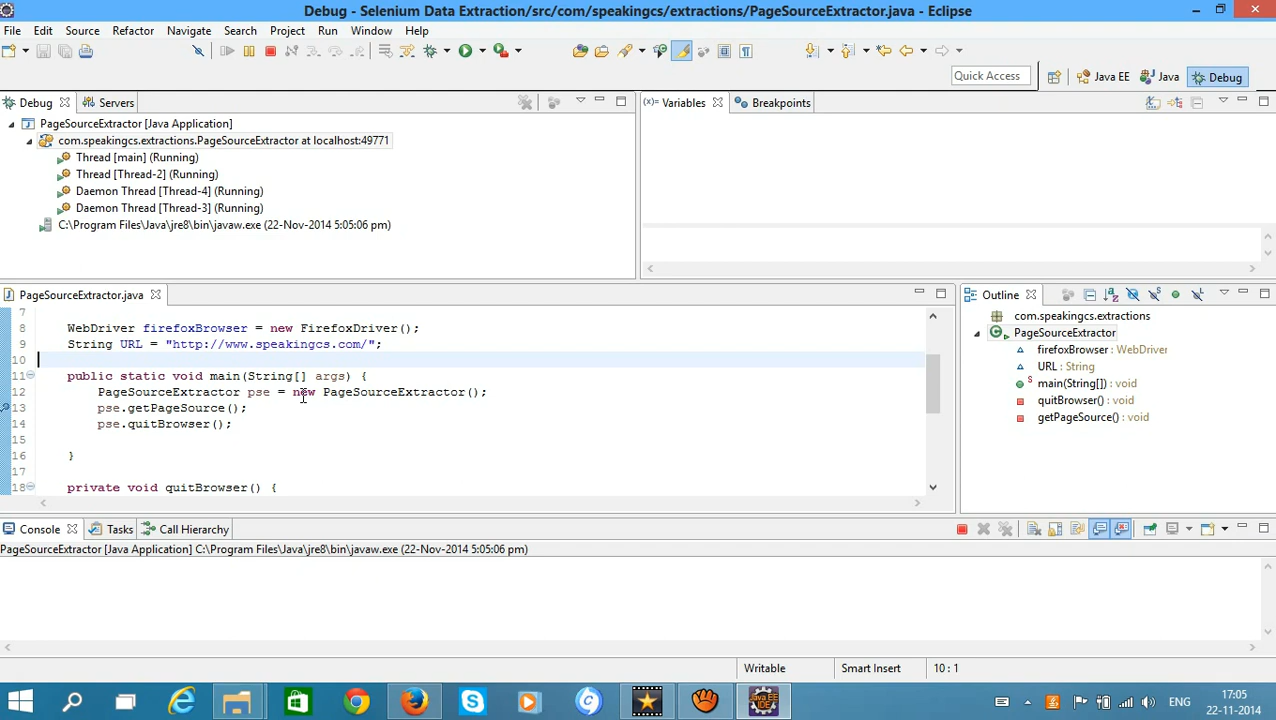 Debug - Selenium Data Extraction/src/com/speakingcs/extractions/PageSourceExtractor.java - Eclipse
File Edit Source Refactor Navigate Search Project Run Window Help
Quick Access
Java EE
Java
Debug
Debug
Servers
PageSourceExtractor [Java Application]
com.speakingcs.extractions.PageSourceExtractor at localhost:49771
Thread [main] (Running)
Thread [Thread-2] (Running)
Daemon Thread [Thread-4] (Running)
Daemon Thread [Thread-3] (Running)
C:\Program Files\Java\jre8\bin\javaw.exe (22-Nov-2014 5:05:06 pm)
(x)= Variables
Breakpoints
PageSourceExtractor.java
7
8 WebDriver firefoxBrowser = new FirefoxDriver();
9 String URL = "http://www.speakingcs.com/";
10
11 public static void main(String[] args) {
12 PageSourceExtractor pse = new PageSourceExtractor();
13 pse.getPageSource();
14 pse.quitBrowser();
15
16 }
17
18 private void quitBrowser() {
Outline
com.speakingcs.extractions
PageSourceExtractor
firefoxBrowser : WebDriver
URL : String
main(String[]) : void
quitBrowser() : void
getPageSource() : void
Console
Tasks
Call Hierarchy
PageSourceExtractor [Java Application] C:\Program Files\Java\jre8\bin\javaw.exe (22-Nov-2014 5:05:06 pm)
Writable
Smart Insert
10 : 1
ENG
17:05
22-11-2014